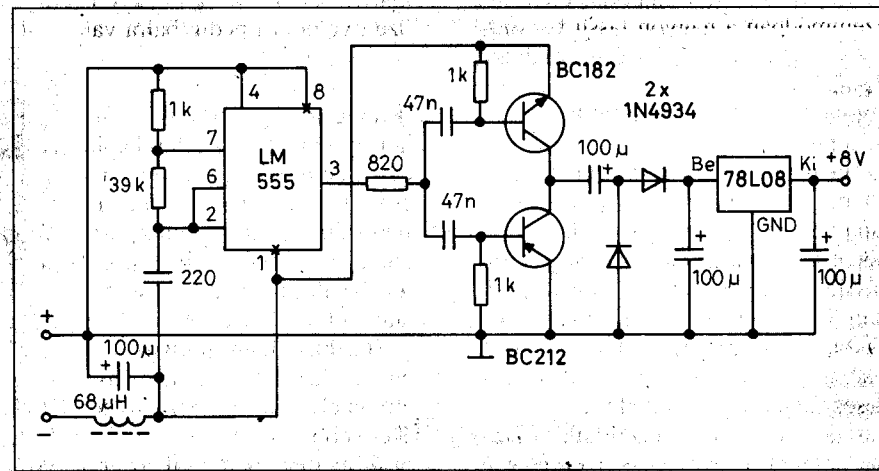 BC182
4
8
1k
1k
2x
1N4934
47n
7
LM
555
3
820
100µ
+
Be
78L08
Ki
+8V
39k
6
2
47n
GND
1
220
1k
+
100µ
+
100µ
+
100µ
+
BC212
68µH
−